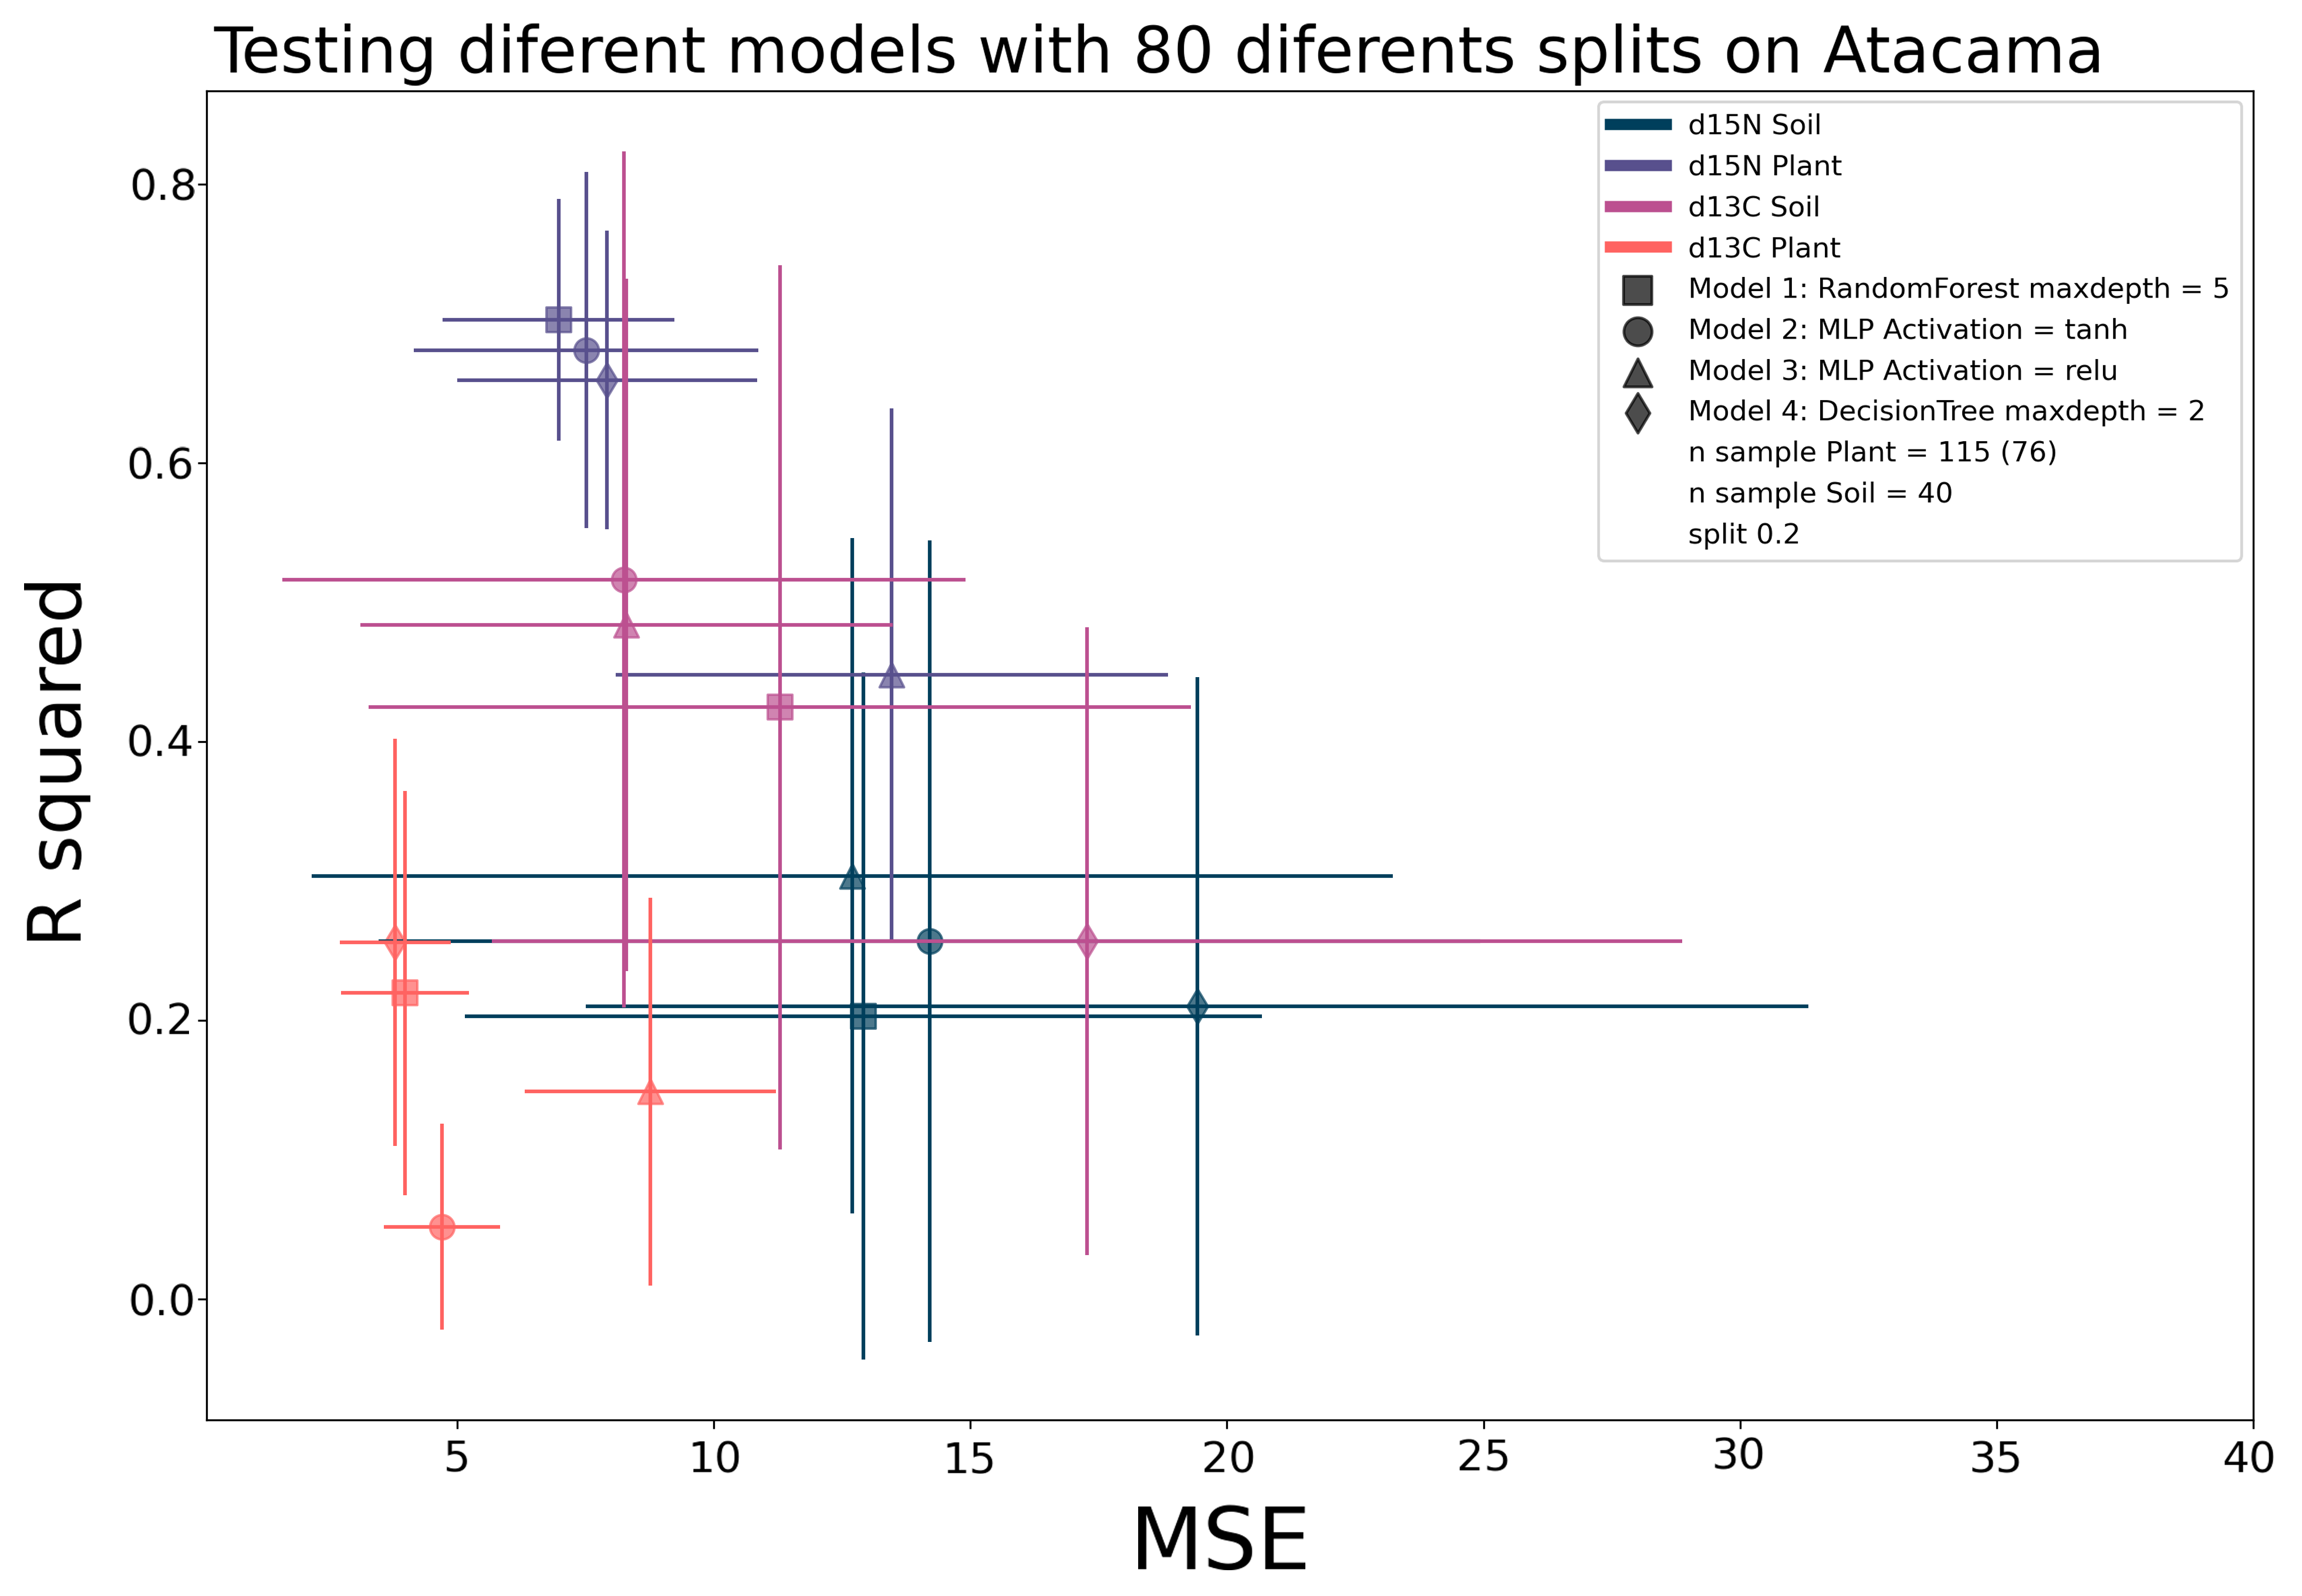 Testing diferent models with 80 diferents splits on Atacama
d15N Soil
d15N Plant
d13C Soil
d13C Plant
Model 1: RandomForest maxdepth = 5
Model 2: MLP Activation = tanh
Model 3: MLP Activation = relu
Model 4: DecisionTree maxdepth = 2
n sample Plant = 115 (76)
n sample Soil = 40
split 0.2
R squared
0.8
0.6
0.4
0.2
0.0
5 10 15 20 25 30 35 40
MSE